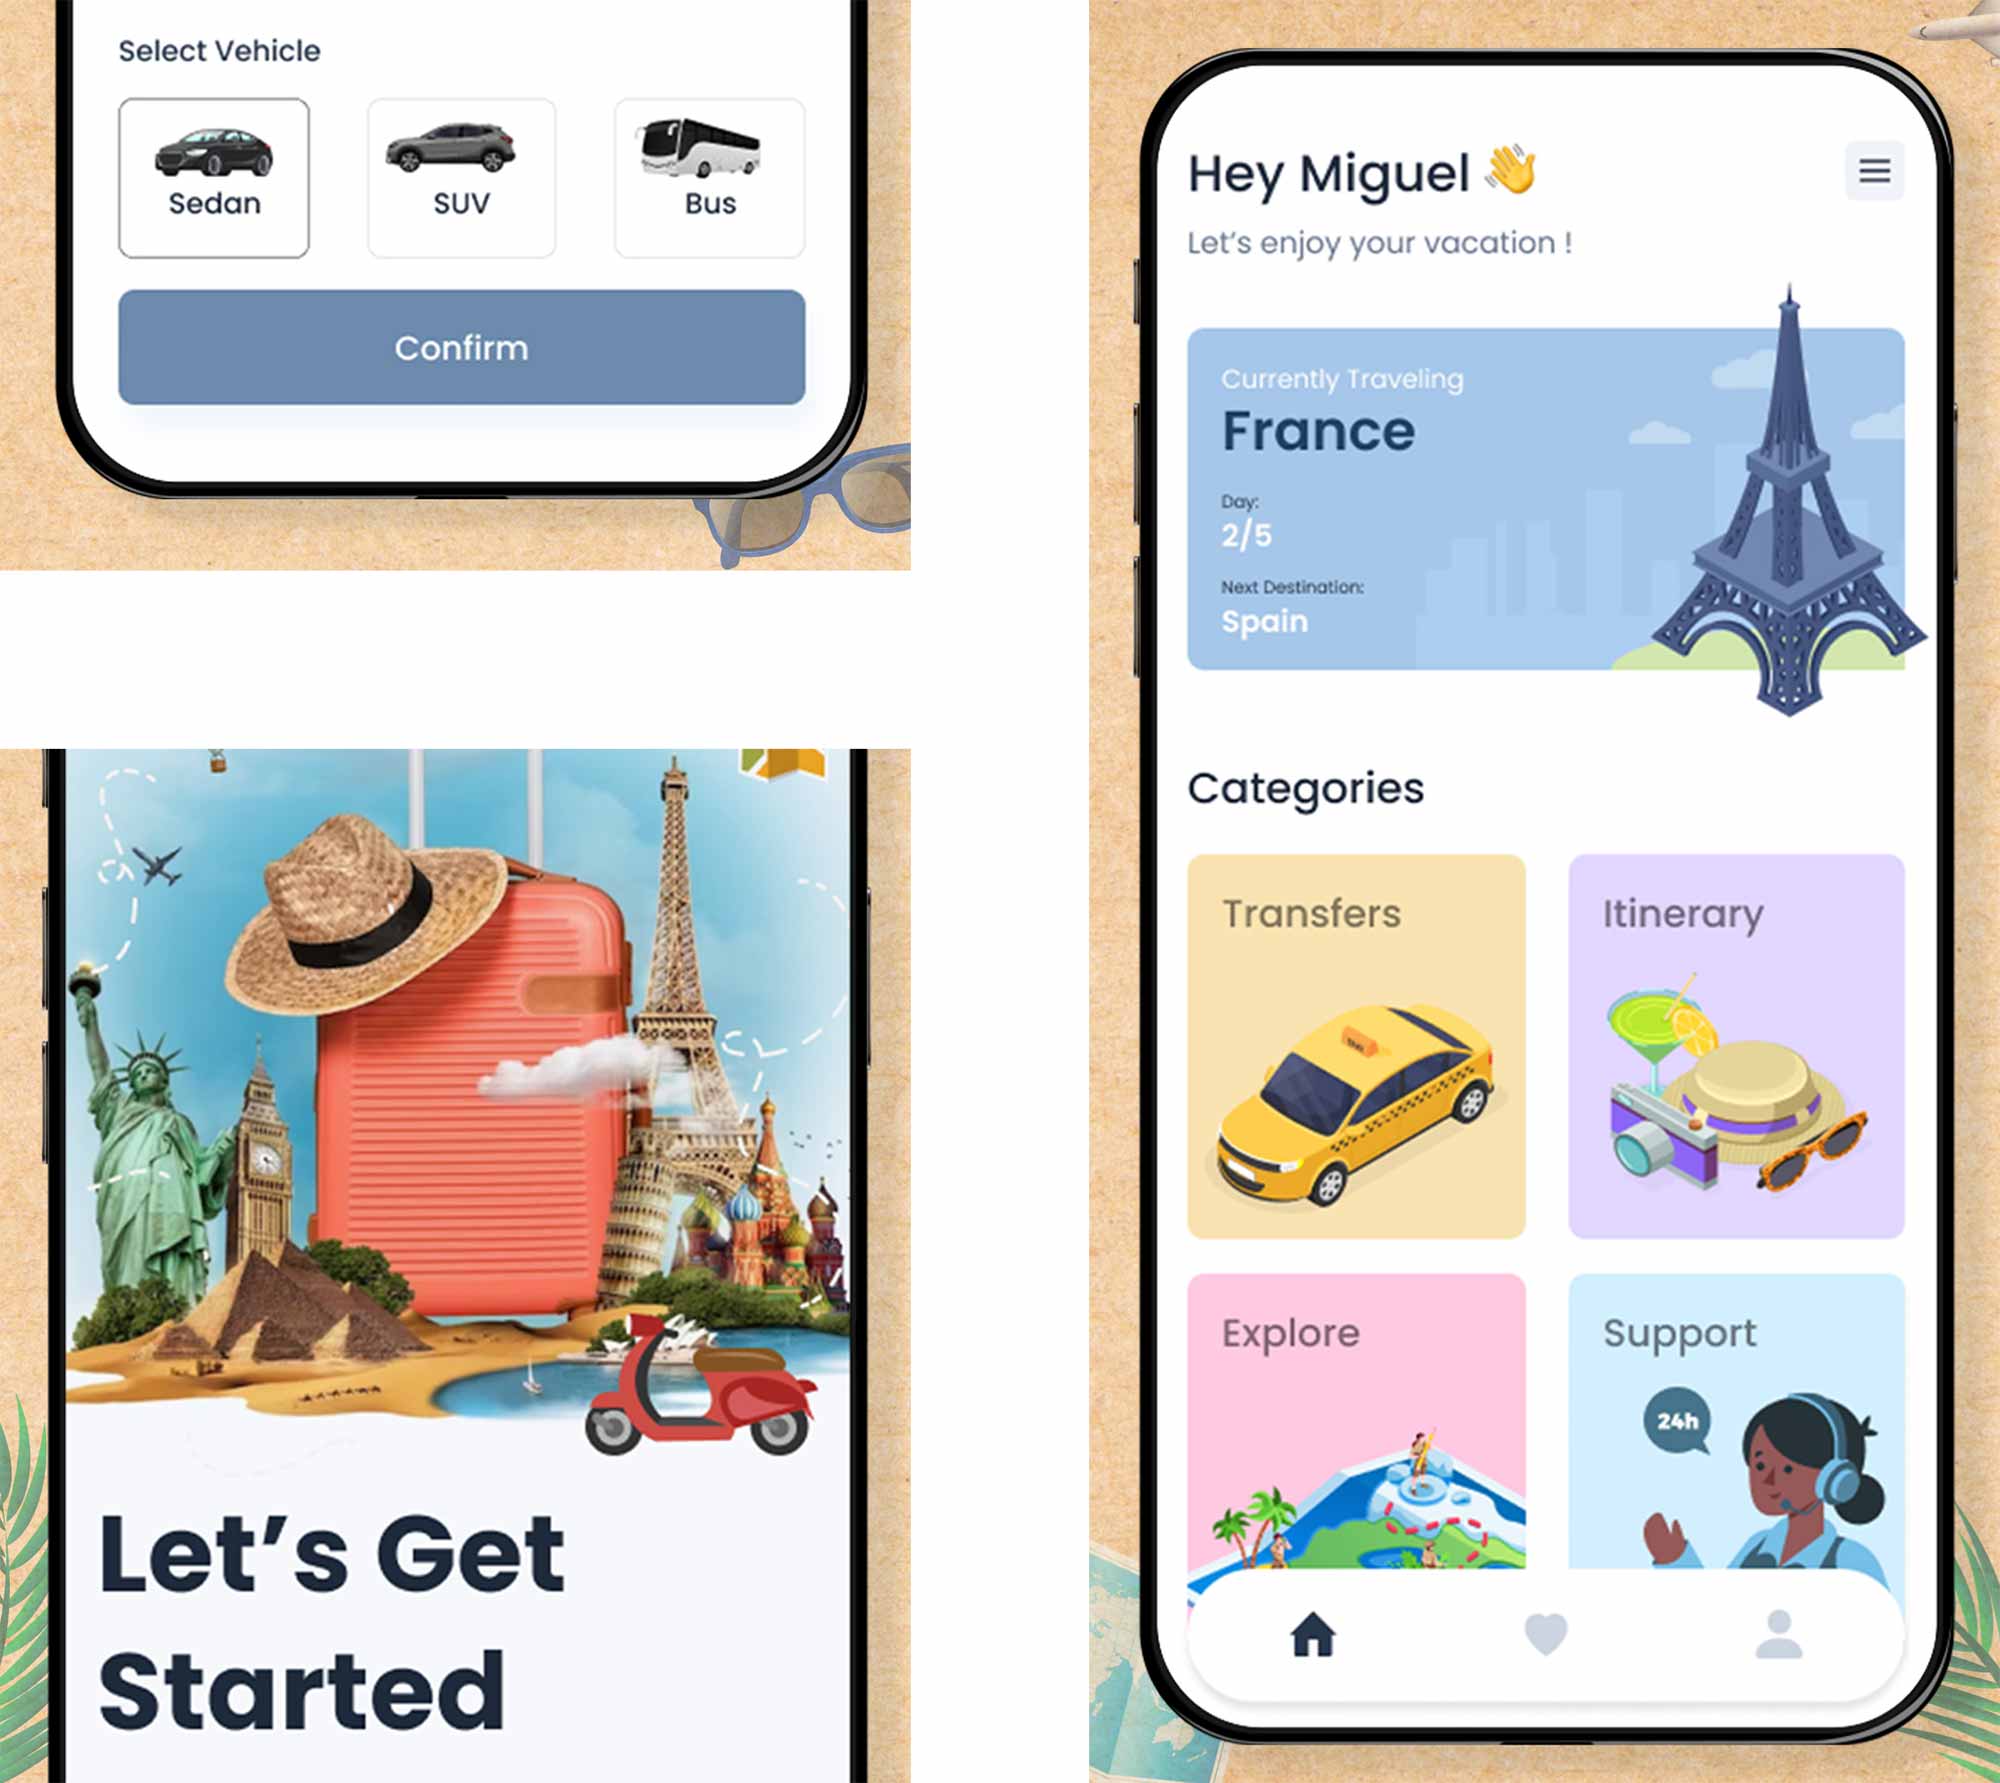 Select Vehicle
Sedan
SUV
Bus
Confirm
Let's Get
Started
Hey Miguel 👋
Let's enjoy your vacation !
Currently Traveling
France
Day:
2/5
Next Destination:
Spain
Categories
Transfers
Itinerary
TAXI
Explore
Support
24h